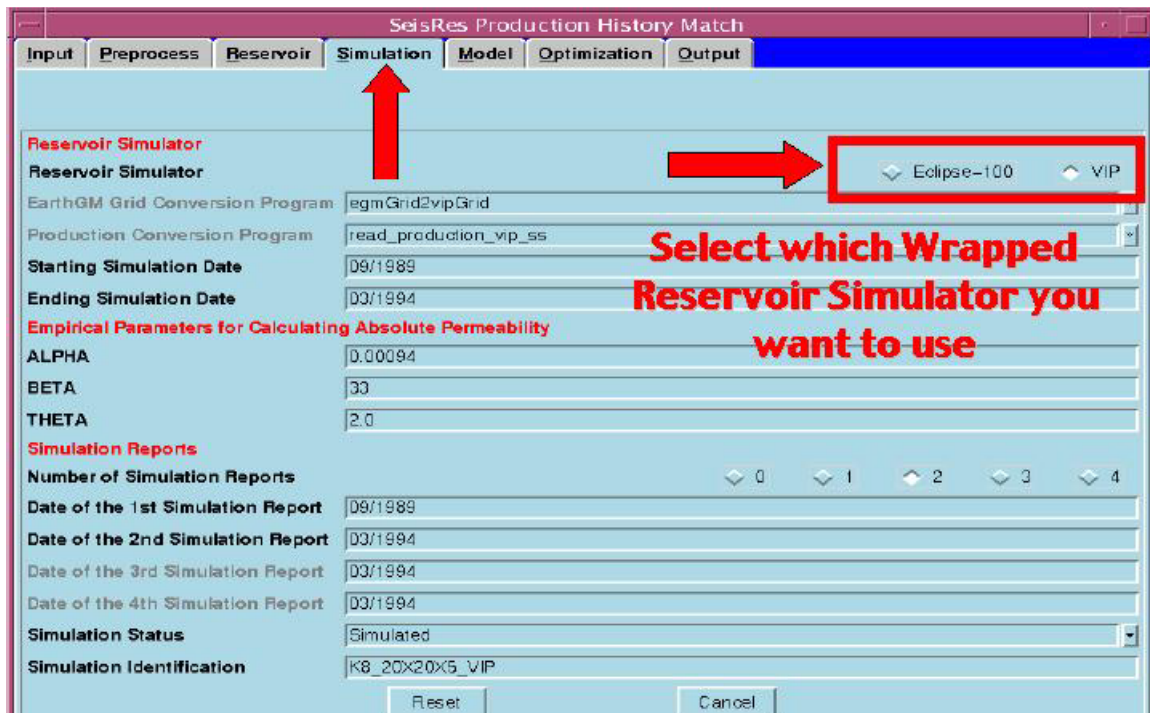 SeisRes Production History Match
Input Preprocess Reservoir Simulation Model Optimization Output
Reservoir Simulator
Reservoir Simulator Eclipse-100 VIP
EarthGM Grid Conversion Program egmGrid2vipGrid
Production Conversion Program read_production_vip_ss
Starting Simulation Date 09/1989
Ending Simulation Date 03/1994
Select which Wrapped
Reservoir Simulator you
want to use
Empirical Parameters for Calculating Absolute Permeability
ALPHA 0.00094
BETA 33
THETA 2.0
Simulation Reports
Number of Simulation Reports 0 1 2 3 4
Date of the 1st Simulation Report 09/1989
Date of the 2nd Simulation Report 03/1994
Date of the 3rd Simulation Report 03/1994
Date of the 4th Simulation Report 03/1994
Simulation Status Simulated
Simulation Identification K8_20X20X5_VIP
Reset Cancel